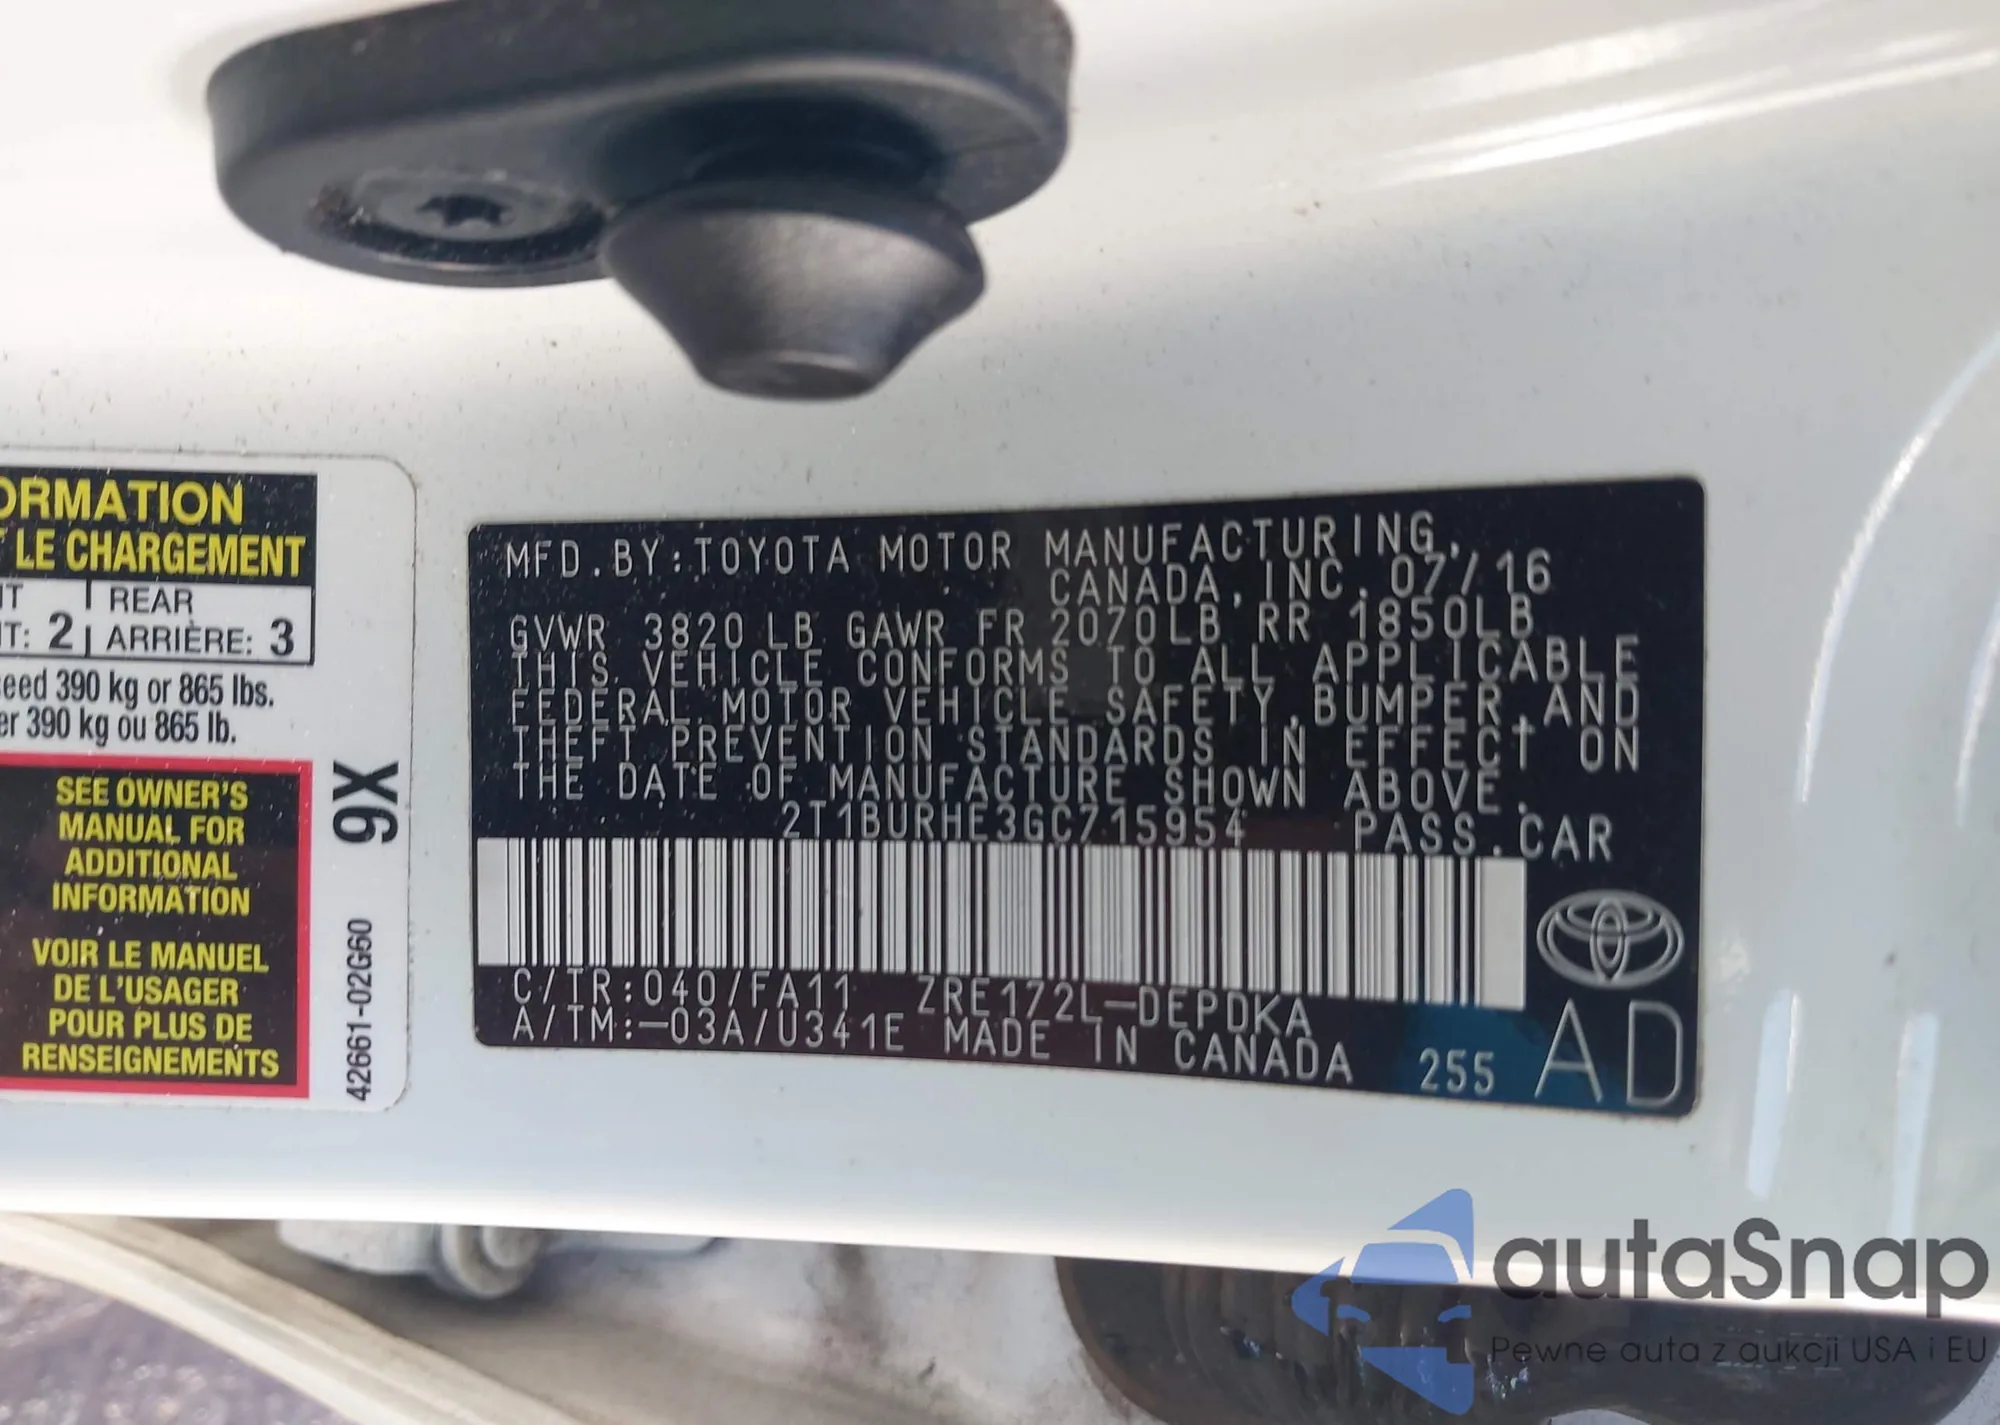 ORMATION
LE CHARGEMENT
REAR
2 ARRIÈRE: 3
eed 390 kg or 865 lbs.
er 390 kg ou 865 lb.
SEE OWNER'S
MANUAL FOR
ADDITIONAL
INFORMATION
VOIR LE MANUEL
DE L'USAGER
POUR PLUS DE
RENSEIGNEMENTS
9X
42661-02G60
MFD.BY:TOYOTA MOTOR MANUFACTURING,
CANADA, INC. 07/16
GVWR 3820 LB GAWR FR 2070LB RR 1850LB
THIS VEHICLE CONFORMS TO ALL APPLICABLE
FEDERAL MOTOR VEHICLE SAFETY,BUMPER,AND
THEFT PREVENTION STANDARDS IN EFFECT ON
THE DATE OF MANUFACTURE SHOWN ABOVE.
2T1BURHE3GC715954 PASS.CAR
C/TR:040/FA11 ZRE172L-DEPDKA
A/TM:-03A/U341E MADE IN CANADA 255 AD
autaSnap
Pewne auta z aukcji USA i EU